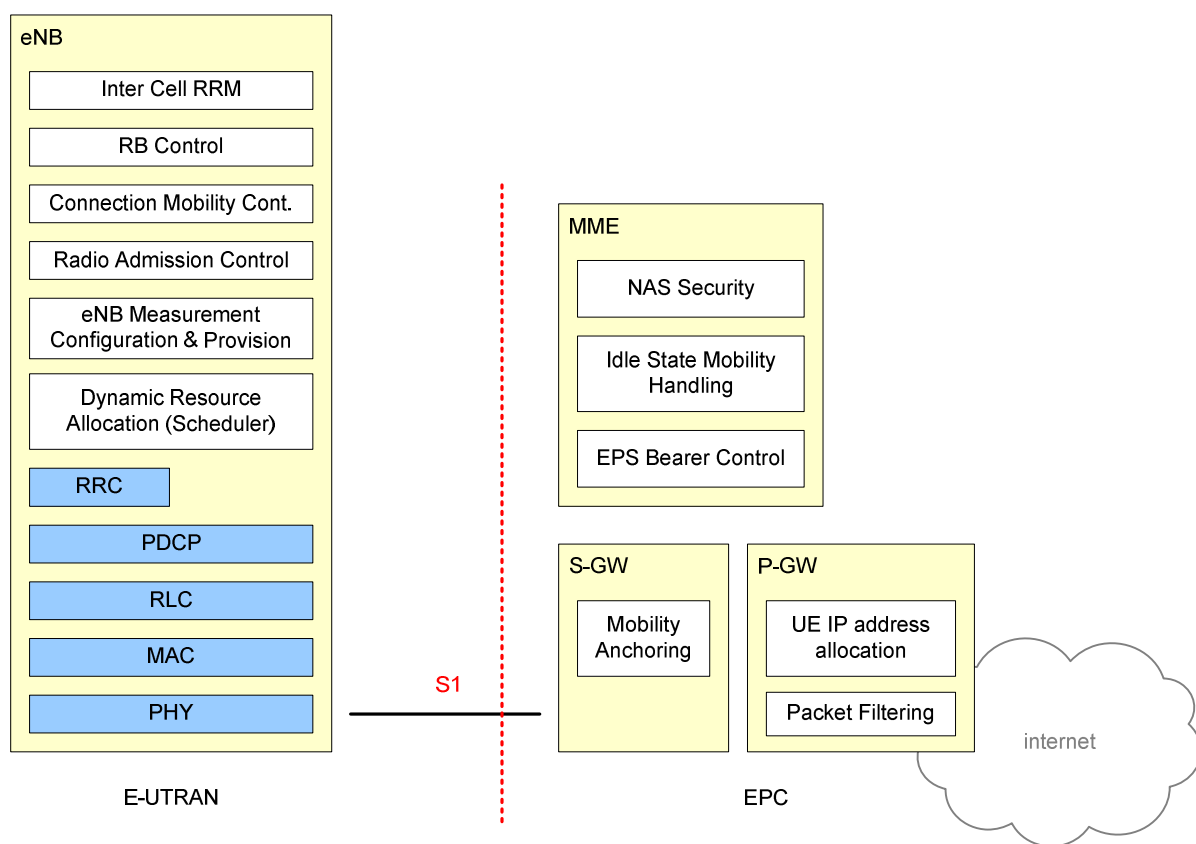 eNB
Inter Cell RRM
RB Control
Connection Mobility Cont.
Radio Admission Control
eNB Measurement
Configuration & Provision
Dynamic Resource
Allocation (Scheduler)
RRC
PDCP
RLC
MAC
PHY
S1
MME
NAS Security
Idle State Mobility
Handling
EPS Bearer Control
S-GW
Mobility
Anchoring
P-GW
UE IP address
allocation
Packet Filtering
internet
E-UTRAN
EPC